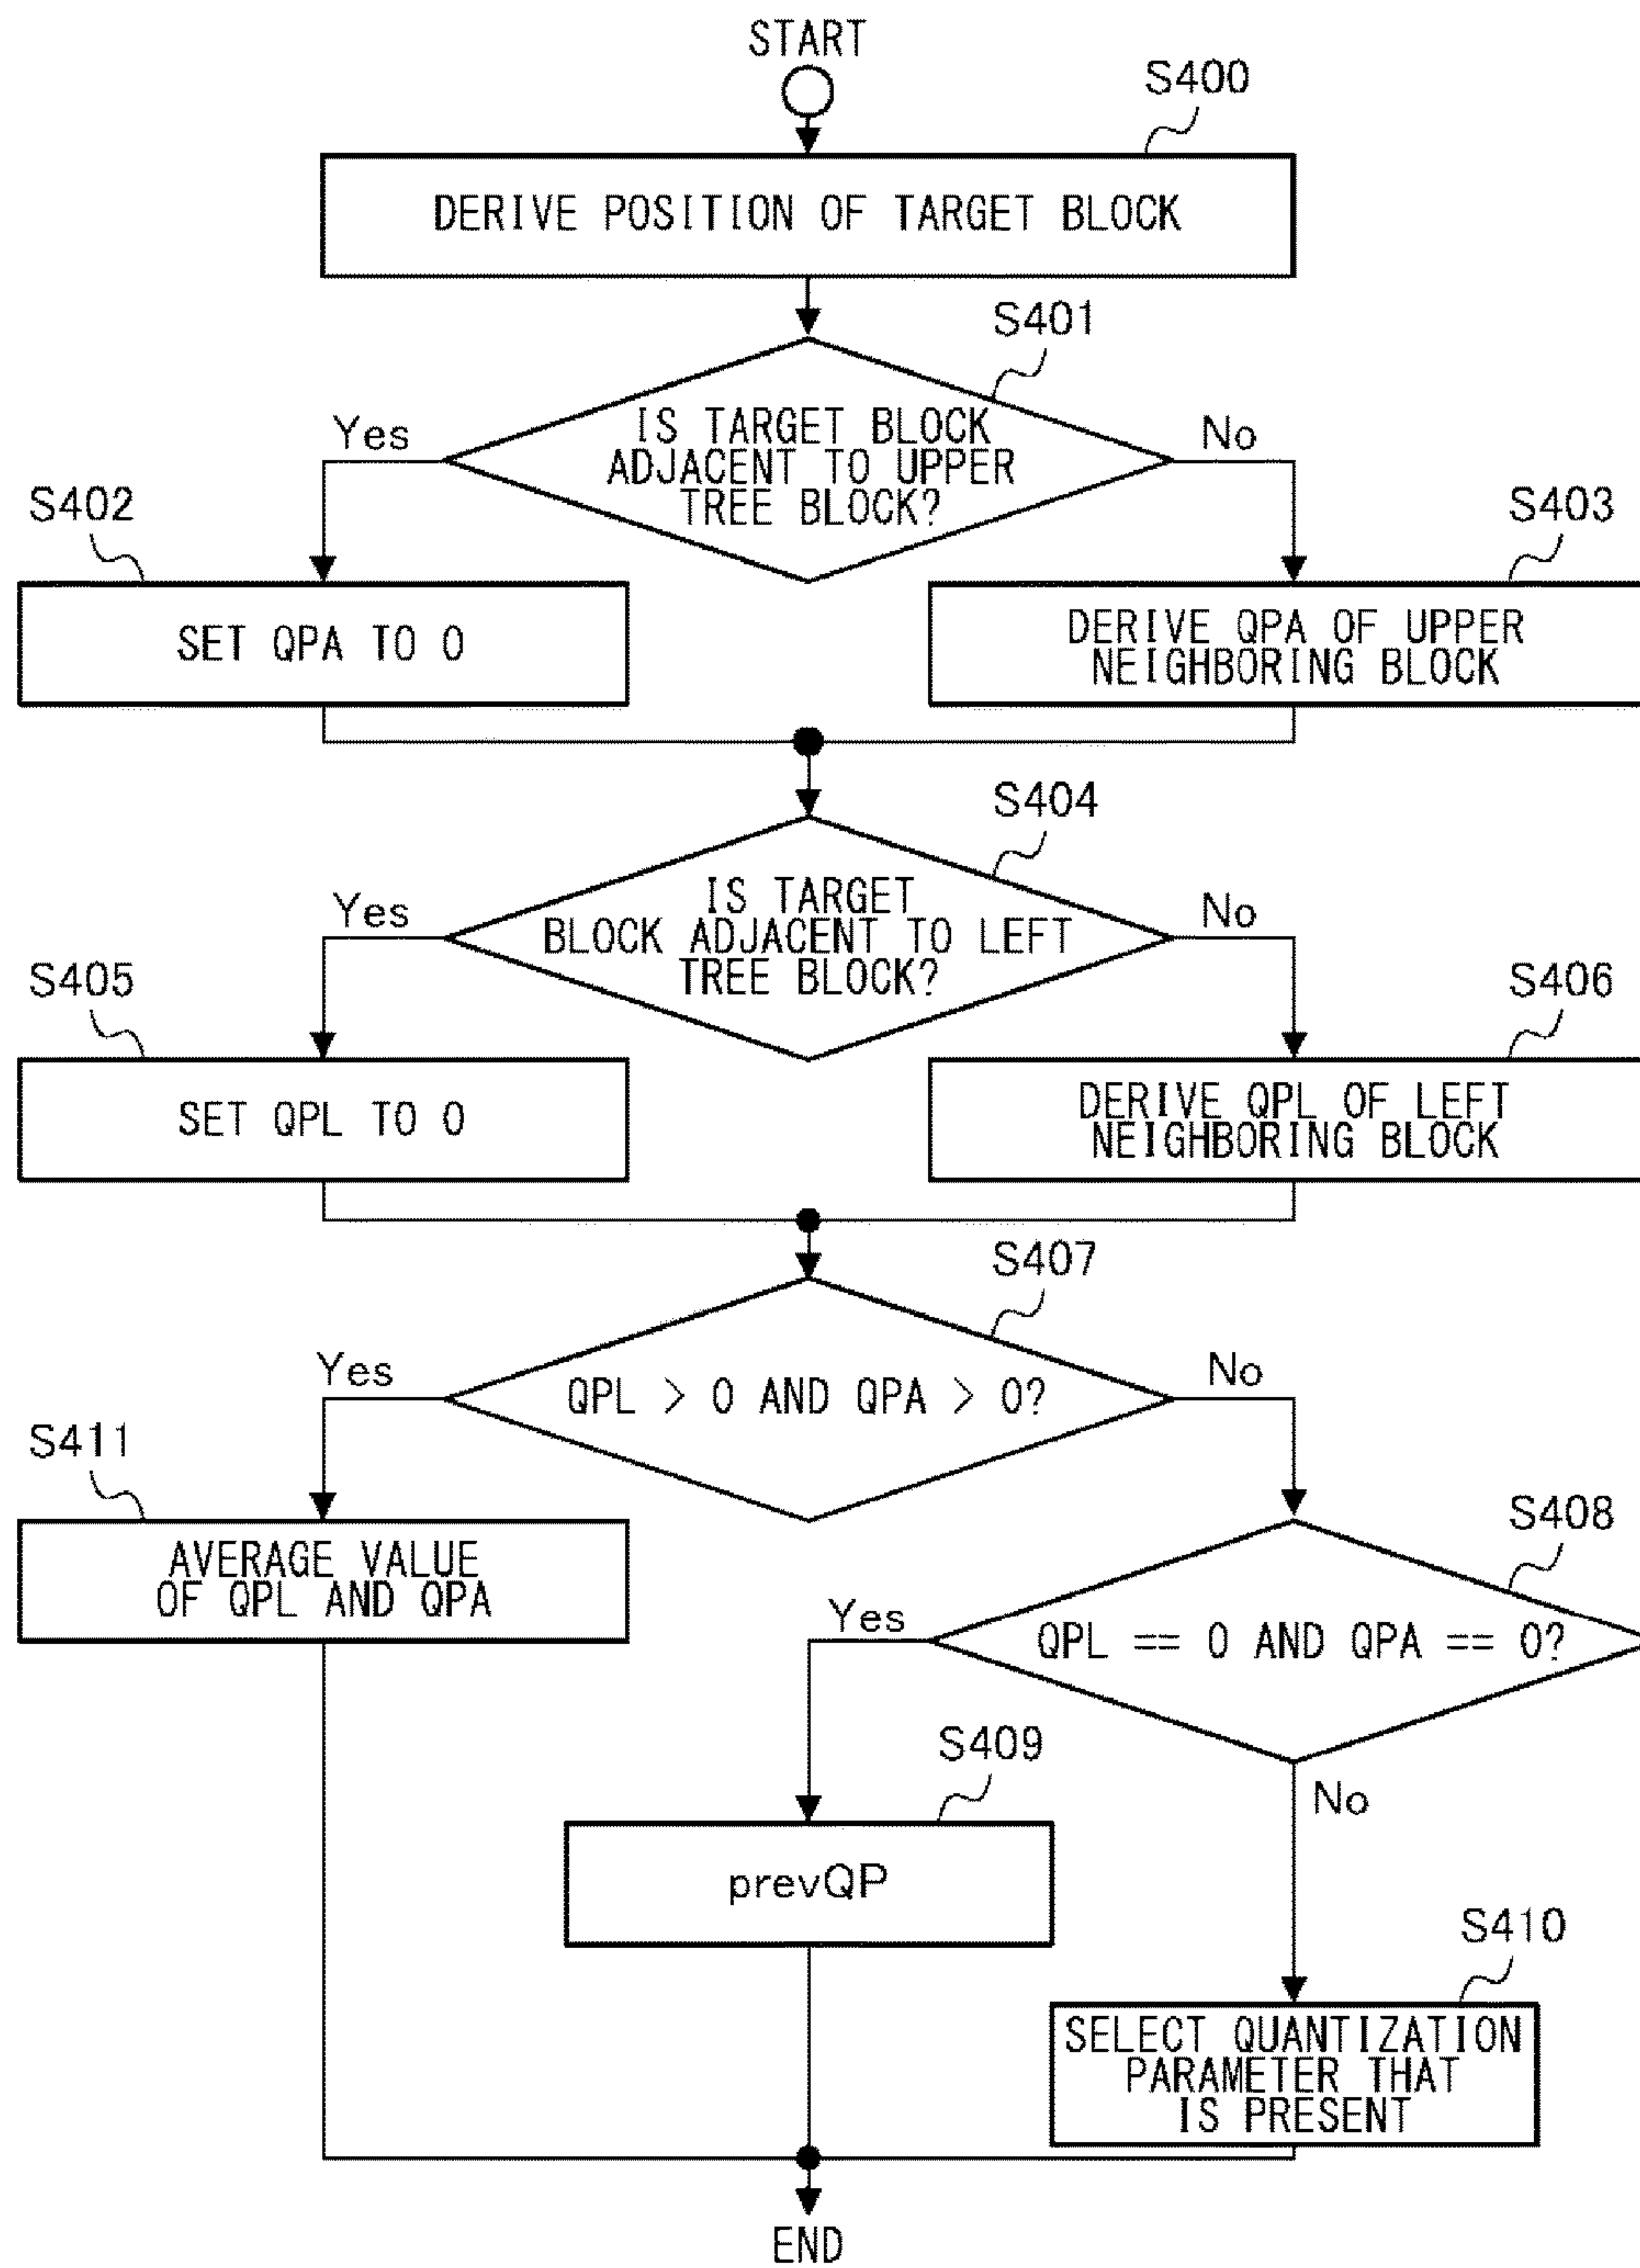 START
S400
DERIVE POSITION OF TARGET BLOCK
S401
IS TARGET BLOCK
ADJACENT TO UPPER
TREE BLOCK?
Yes
No
S402
S403
SET QPA TO 0
DERIVE QPA OF UPPER
NEIGHBORING BLOCK
S404
IS TARGET
BLOCK ADJACENT TO LEFT
TREE BLOCK?
Yes
No
S405
S406
SET QPL TO 0
DERIVE QPL OF LEFT
NEIGHBORING BLOCK
S407
QPL > 0 AND QPA > 0?
Yes
No
S411
AVERAGE VALUE
OF QPL AND QPA
S408
QPL == 0 AND QPA == 0?
Yes
No
S409
prevQP
S410
SELECT QUANTIZATION
PARAMETER THAT
IS PRESENT
END